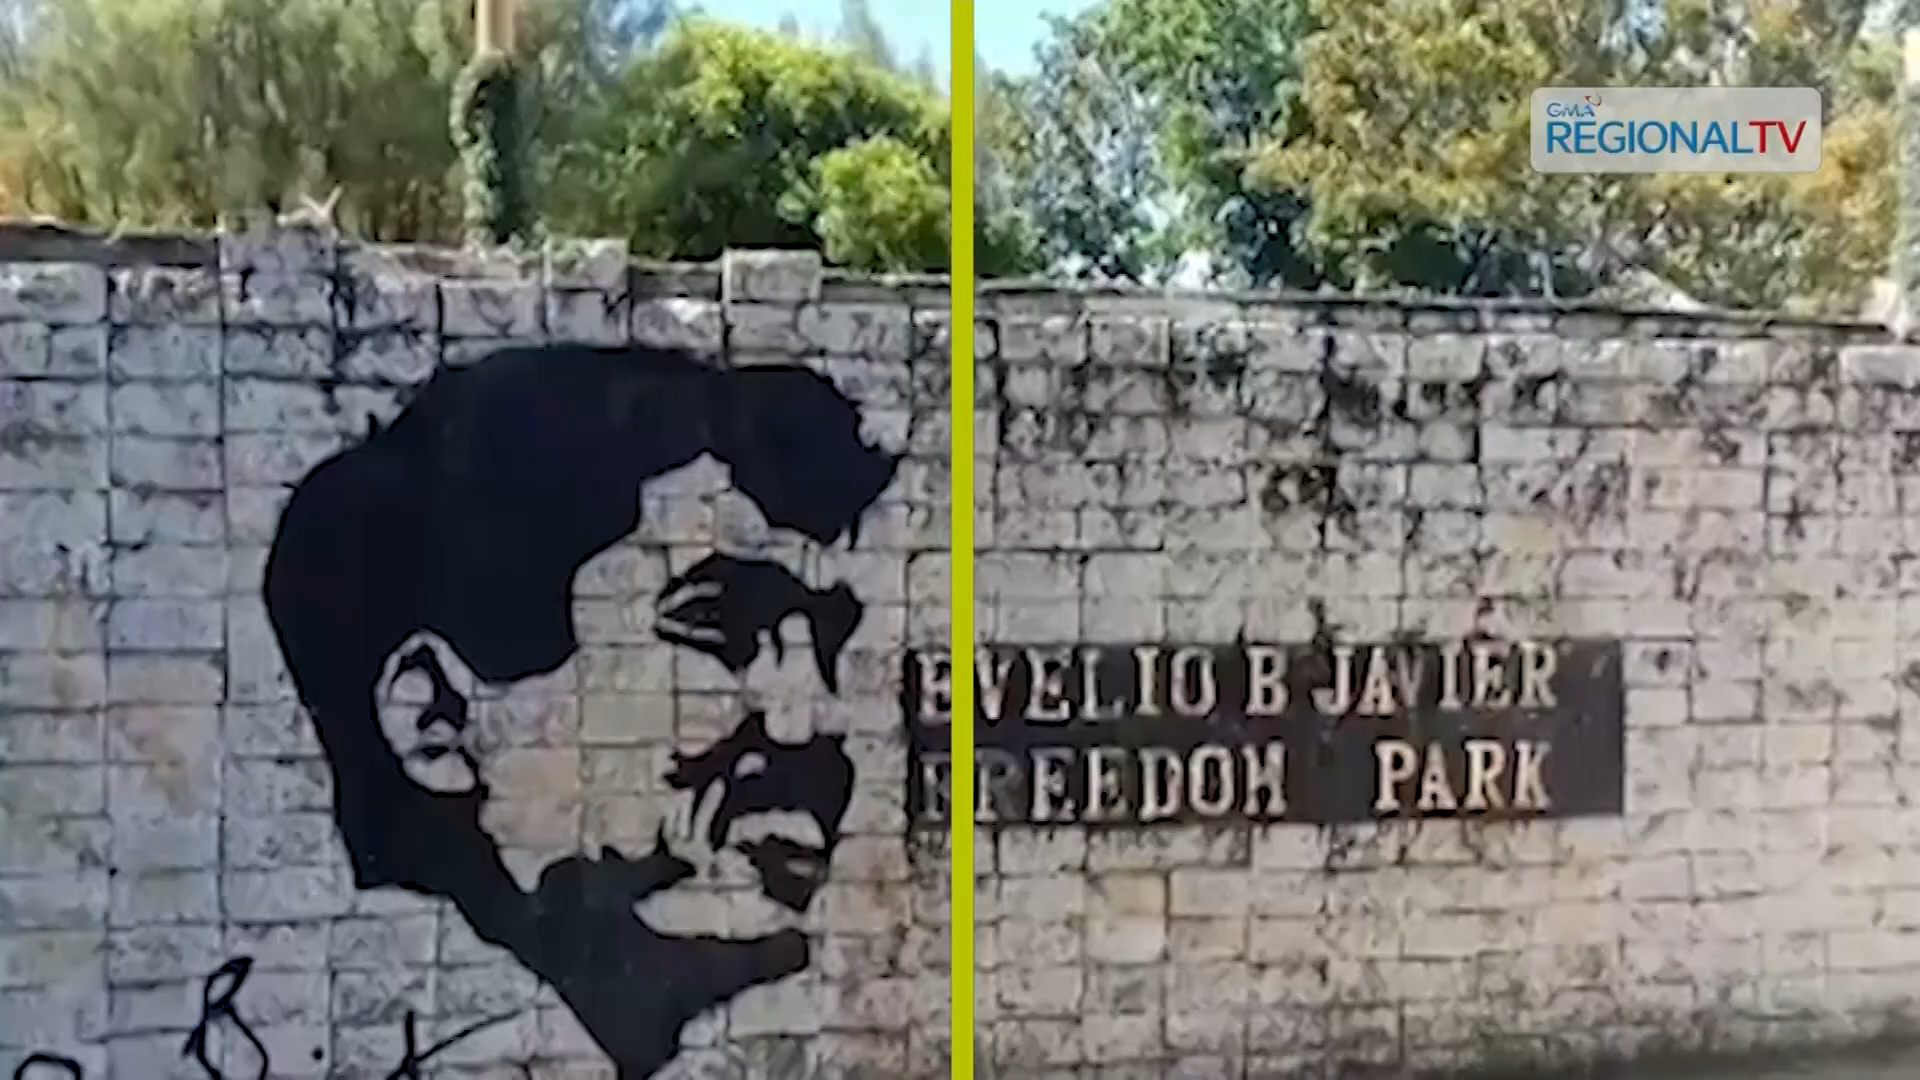 GMA
REGIONALTV
EVELIO B JAVIER
FREEDOM PARK
B.